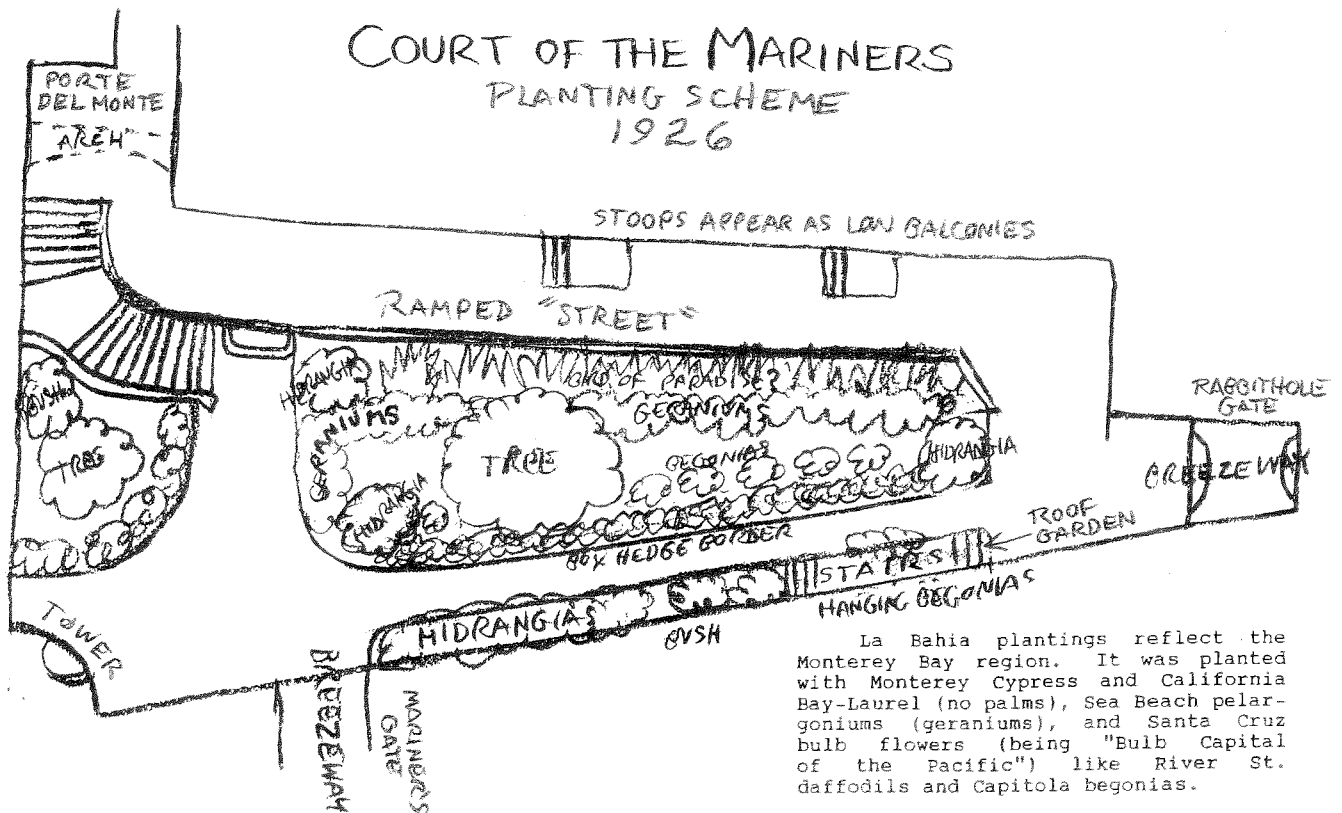 COURT OF THE MARINERS
PLANTING SCHEME
1926
PORTE
DEL MONTE
ARCH
STOOPS APPEAR AS LOW BALCONIES
RAMPED "STREET"
RABBITHOLE
GATE
BREEZEWAY
BUSH
TREE
HIDRANGIA
BIRD OF PARADISE?
GERANIUMS
GERANIUMS
GERANIUMS
TREE
BEGONIAS
HIDRANGIA
HIDRANGIA
BOX HEDGE BORDER
ROOF
GARDEN
STAIRS
HANGING BEGONIAS
HIDRANGIAS
BUSH
TOWER
BREEZEWAY
MARINERS
GATE
La Bahia plantings reflect the
Monterey Bay region. It was planted
with Monterey Cypress and California
Bay-Laurel (no palms), Sea Beach pelar-
goniums (geraniums), and Santa Cruz
bulb flowers (being "Bulb Capital
of the Pacific") like River St.
daffodils and Capitola begonias.